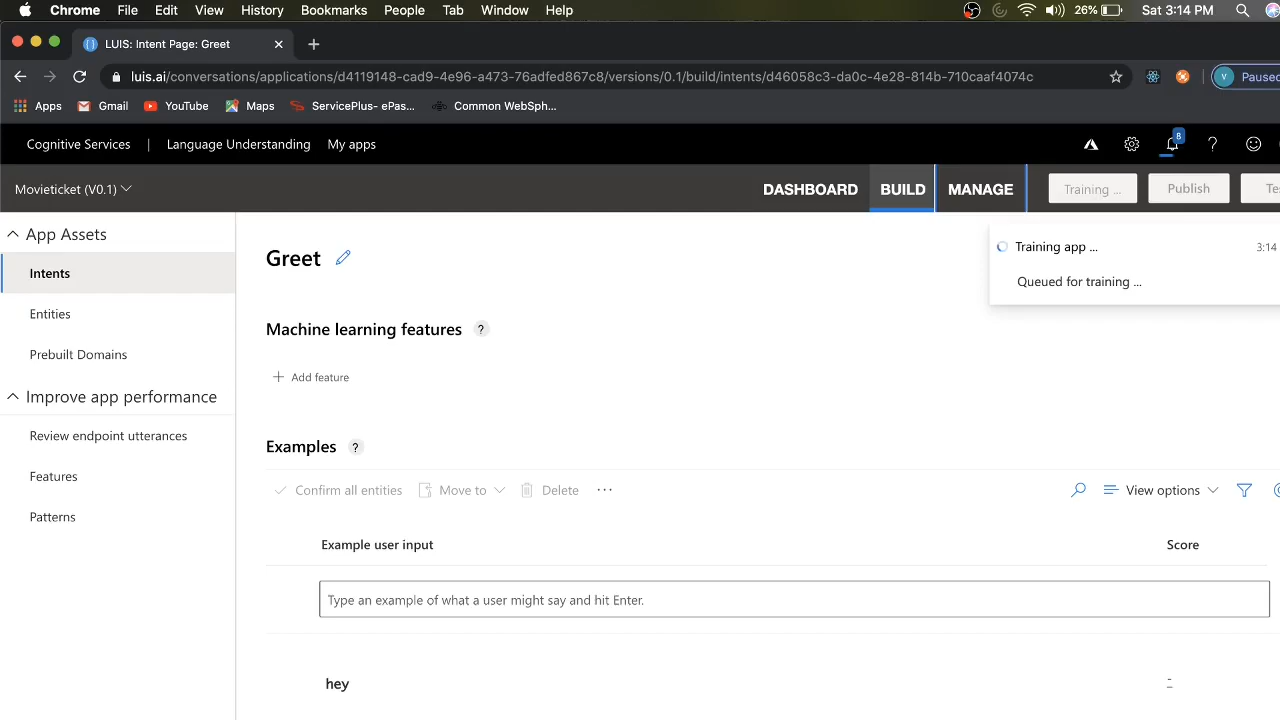 Chrome File Edit View History Bookmarks People Tab Window Help 26% Sat 3:14 PM
LUIS: Intent Page: Greet
luis.ai/conversations/applications/d4119148-cad9-4e96-a473-76adfed867c8/versions/0.1/build/intents/d46058c3-da0c-4e28-814b-710caaf4074c V Paused
Apps Gmail YouTube Maps ServicePlus- ePas... Common WebSph...
Cognitive Services | Language Understanding My apps 8 ?
Movieticket (V0.1) DASHBOARD BUILD MANAGE Training ... Publish Te
App Assets
Intents
Entities
Prebuilt Domains
Improve app performance
Review endpoint utterances
Features
Patterns
Greet
Training app ... 3:14
Queued for training ...
Machine learning features ?
+ Add feature
Examples ?
Confirm all entities Move to Delete ... View options
Example user input Score
Type an example of what a user might say and hit Enter.
hey -